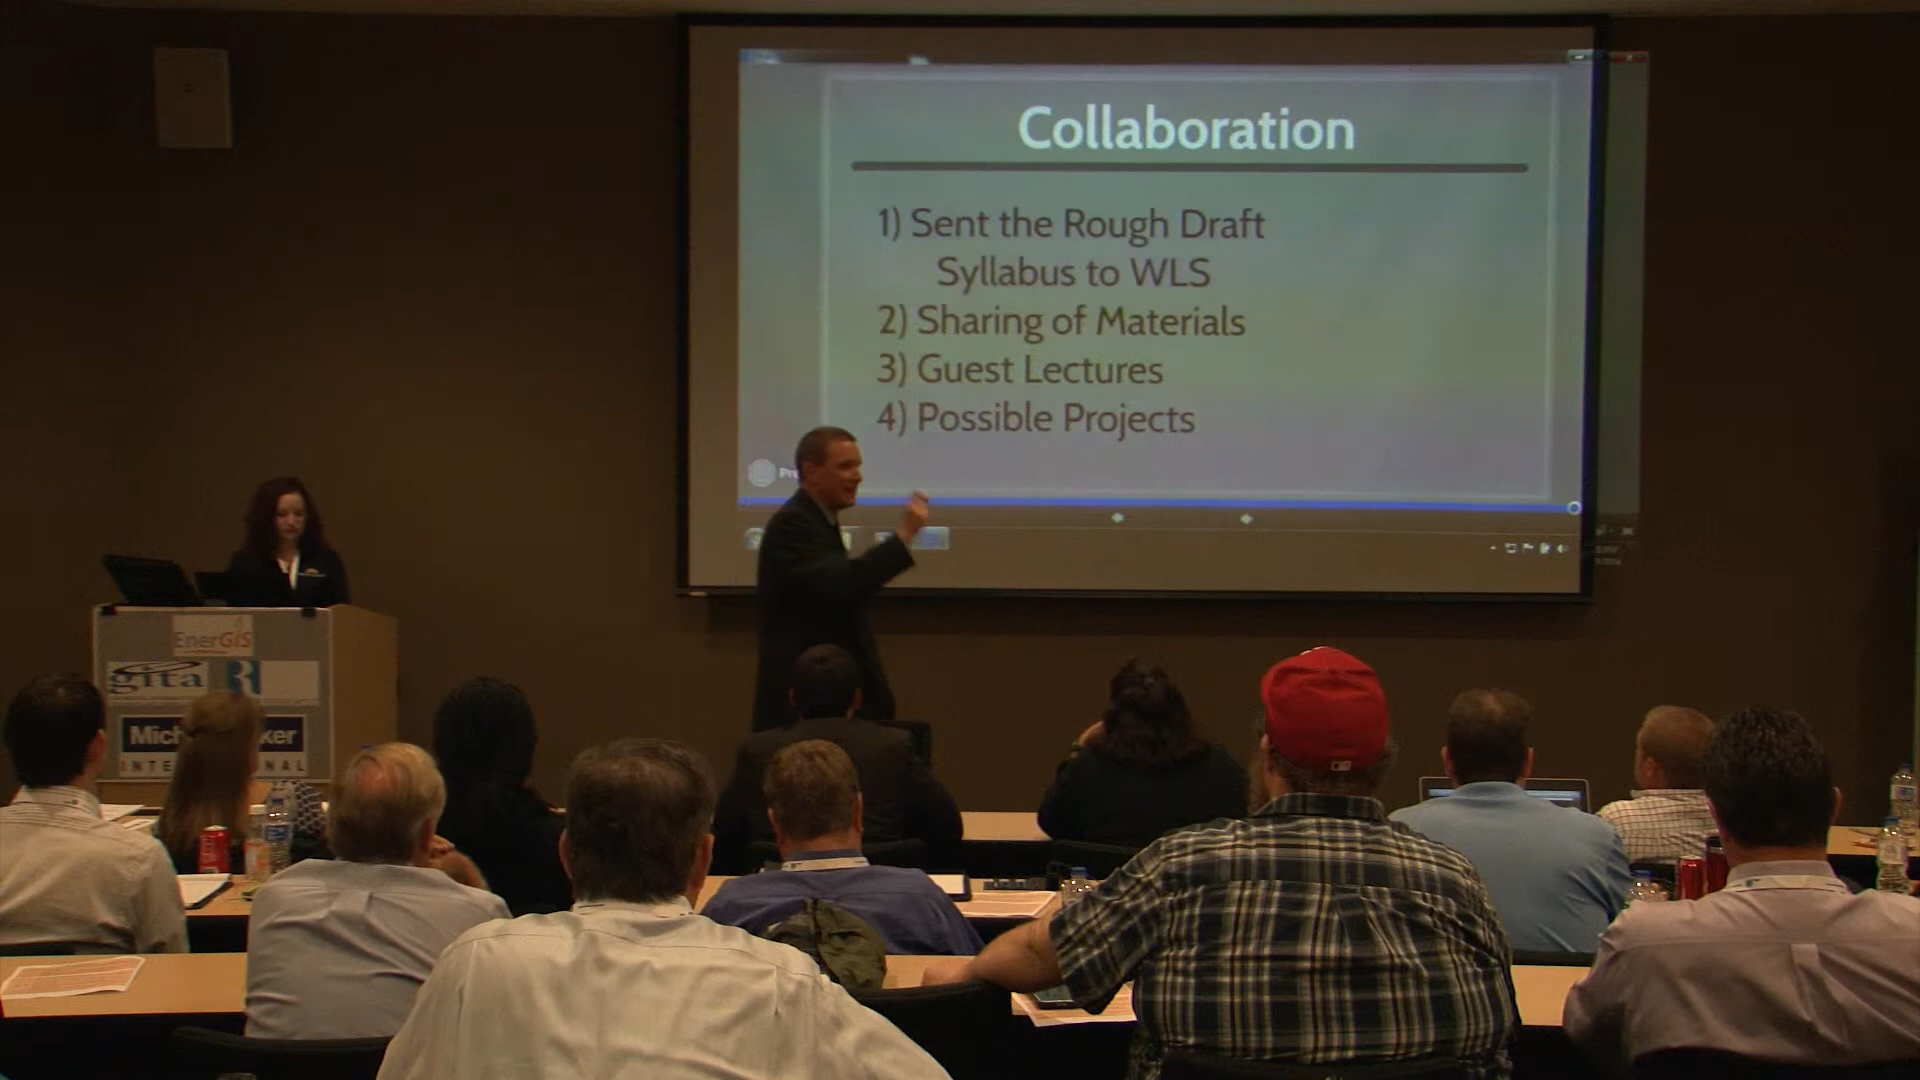 Collaboration
1) Sent the Rough Draft
Syllabus to WLS
2) Sharing of Materials
3) Guest Lectures
4) Possible Projects
EnerGIS
gita